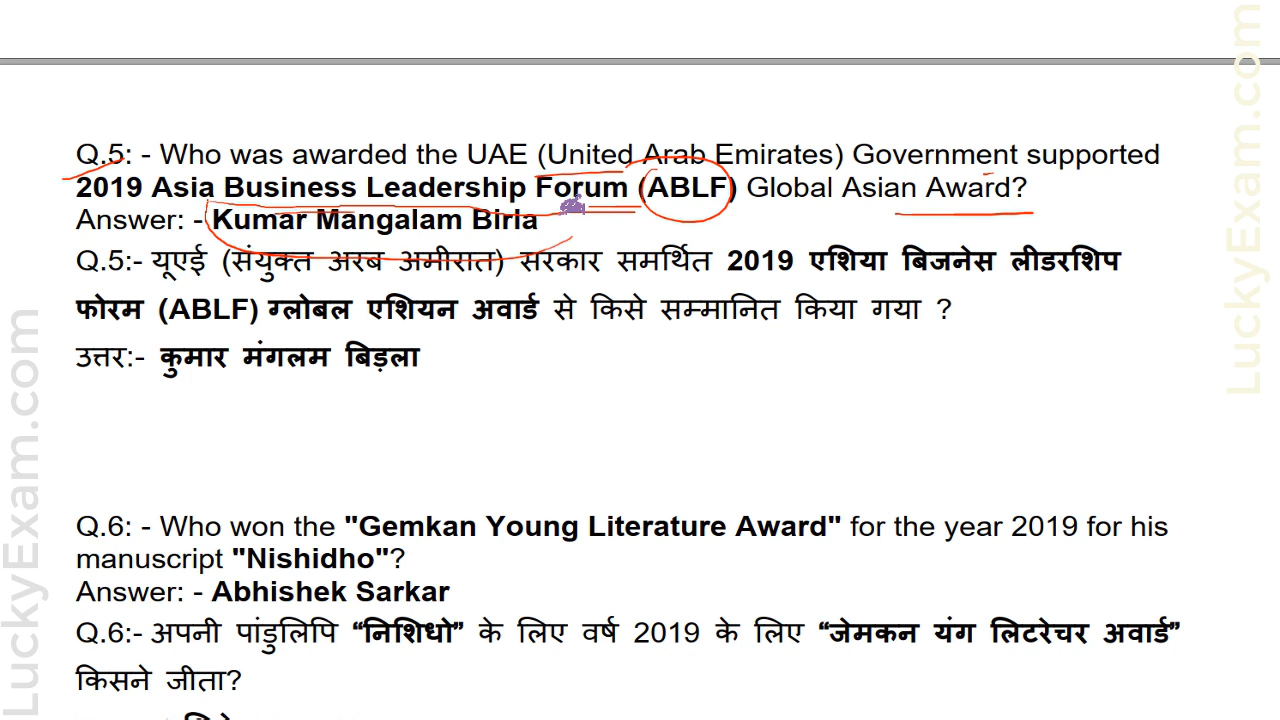 Q.5: - Who was awarded the UAE (United Arab Emirates) Government supported
2019 Asia Business Leadership Forum (ABLF) Global Asian Award?
Answer: - Kumar Mangalam Birla
Q.5:- यूएई (संयुक्त अरब अमीरात) सरकार समर्थित 2019 एशिया बिजनेस लीडरशिप
फोरम (ABLF) ग्लोबल एशियन अवार्ड से किसे सम्मानित किया गया ?
उत्तर:- कुमार मंगलम बिड़ला
Q.6: - Who won the "Gemkan Young Literature Award" for the year 2019 for his
manuscript "Nishidho"?
Answer: - Abhishek Sarkar
Q.6:- अपनी पांडुलिपि “निशिधो” के लिए वर्ष 2019 के लिए “जेमकन यंग लिटरेचर अवार्ड”
किसने जीता?
LuckyExam.com
LuckyExam.com